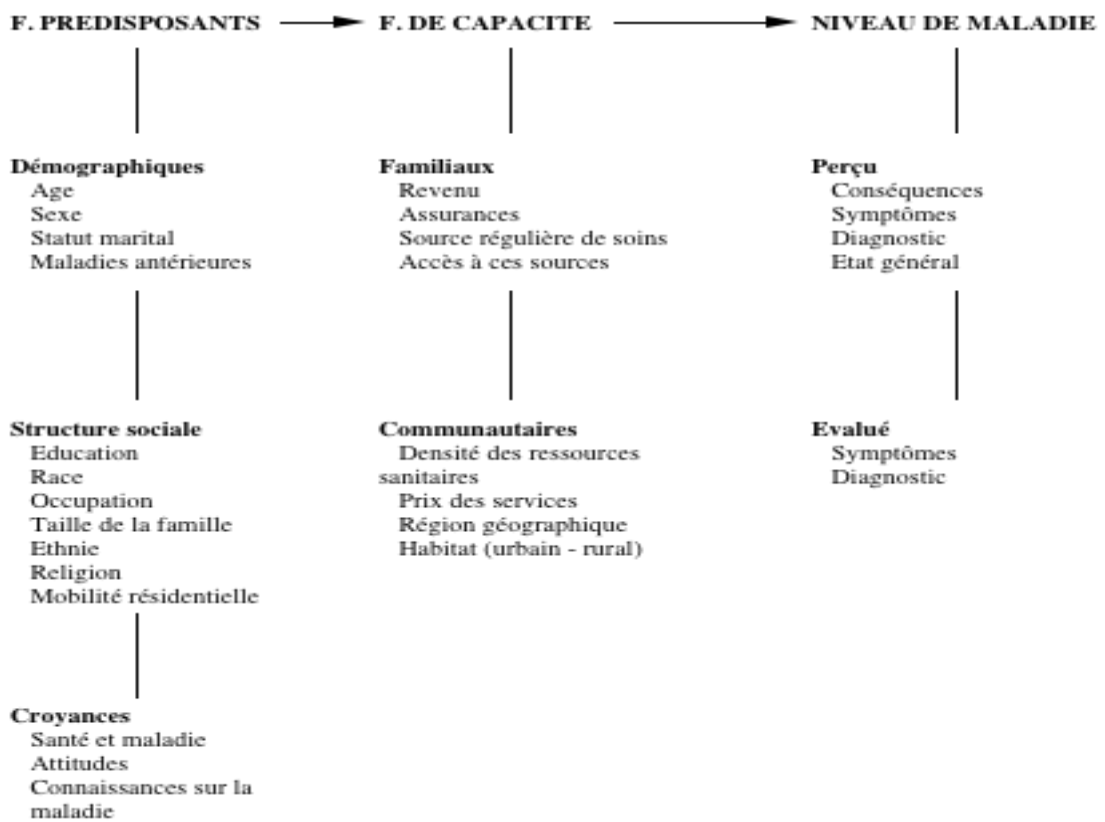 F. PREDISPOSANTS
F. DE CAPACITE
NIVEAU DE MALADIE
Démographiques
Age
Sexe
Statut marital
Maladies antérieures
Structure sociale
Education
Race
Occupation
Taille de la famille
Ethnie
Religion
Mobilité résidentielle
Croyances
Santé et maladie
Attitudes
Connaissances sur la
maladie
Familiaux
Revenu
Assurances
Source régulière de soins
Accès à ces sources
Communautaires
Densité des ressources
sanitaires
Prix des services
Région géographique
Habitat (urbain - rural)
Perçu
Conséquences
Symptômes
Diagnostic
Etat général
Evalué
Symptômes
Diagnostic